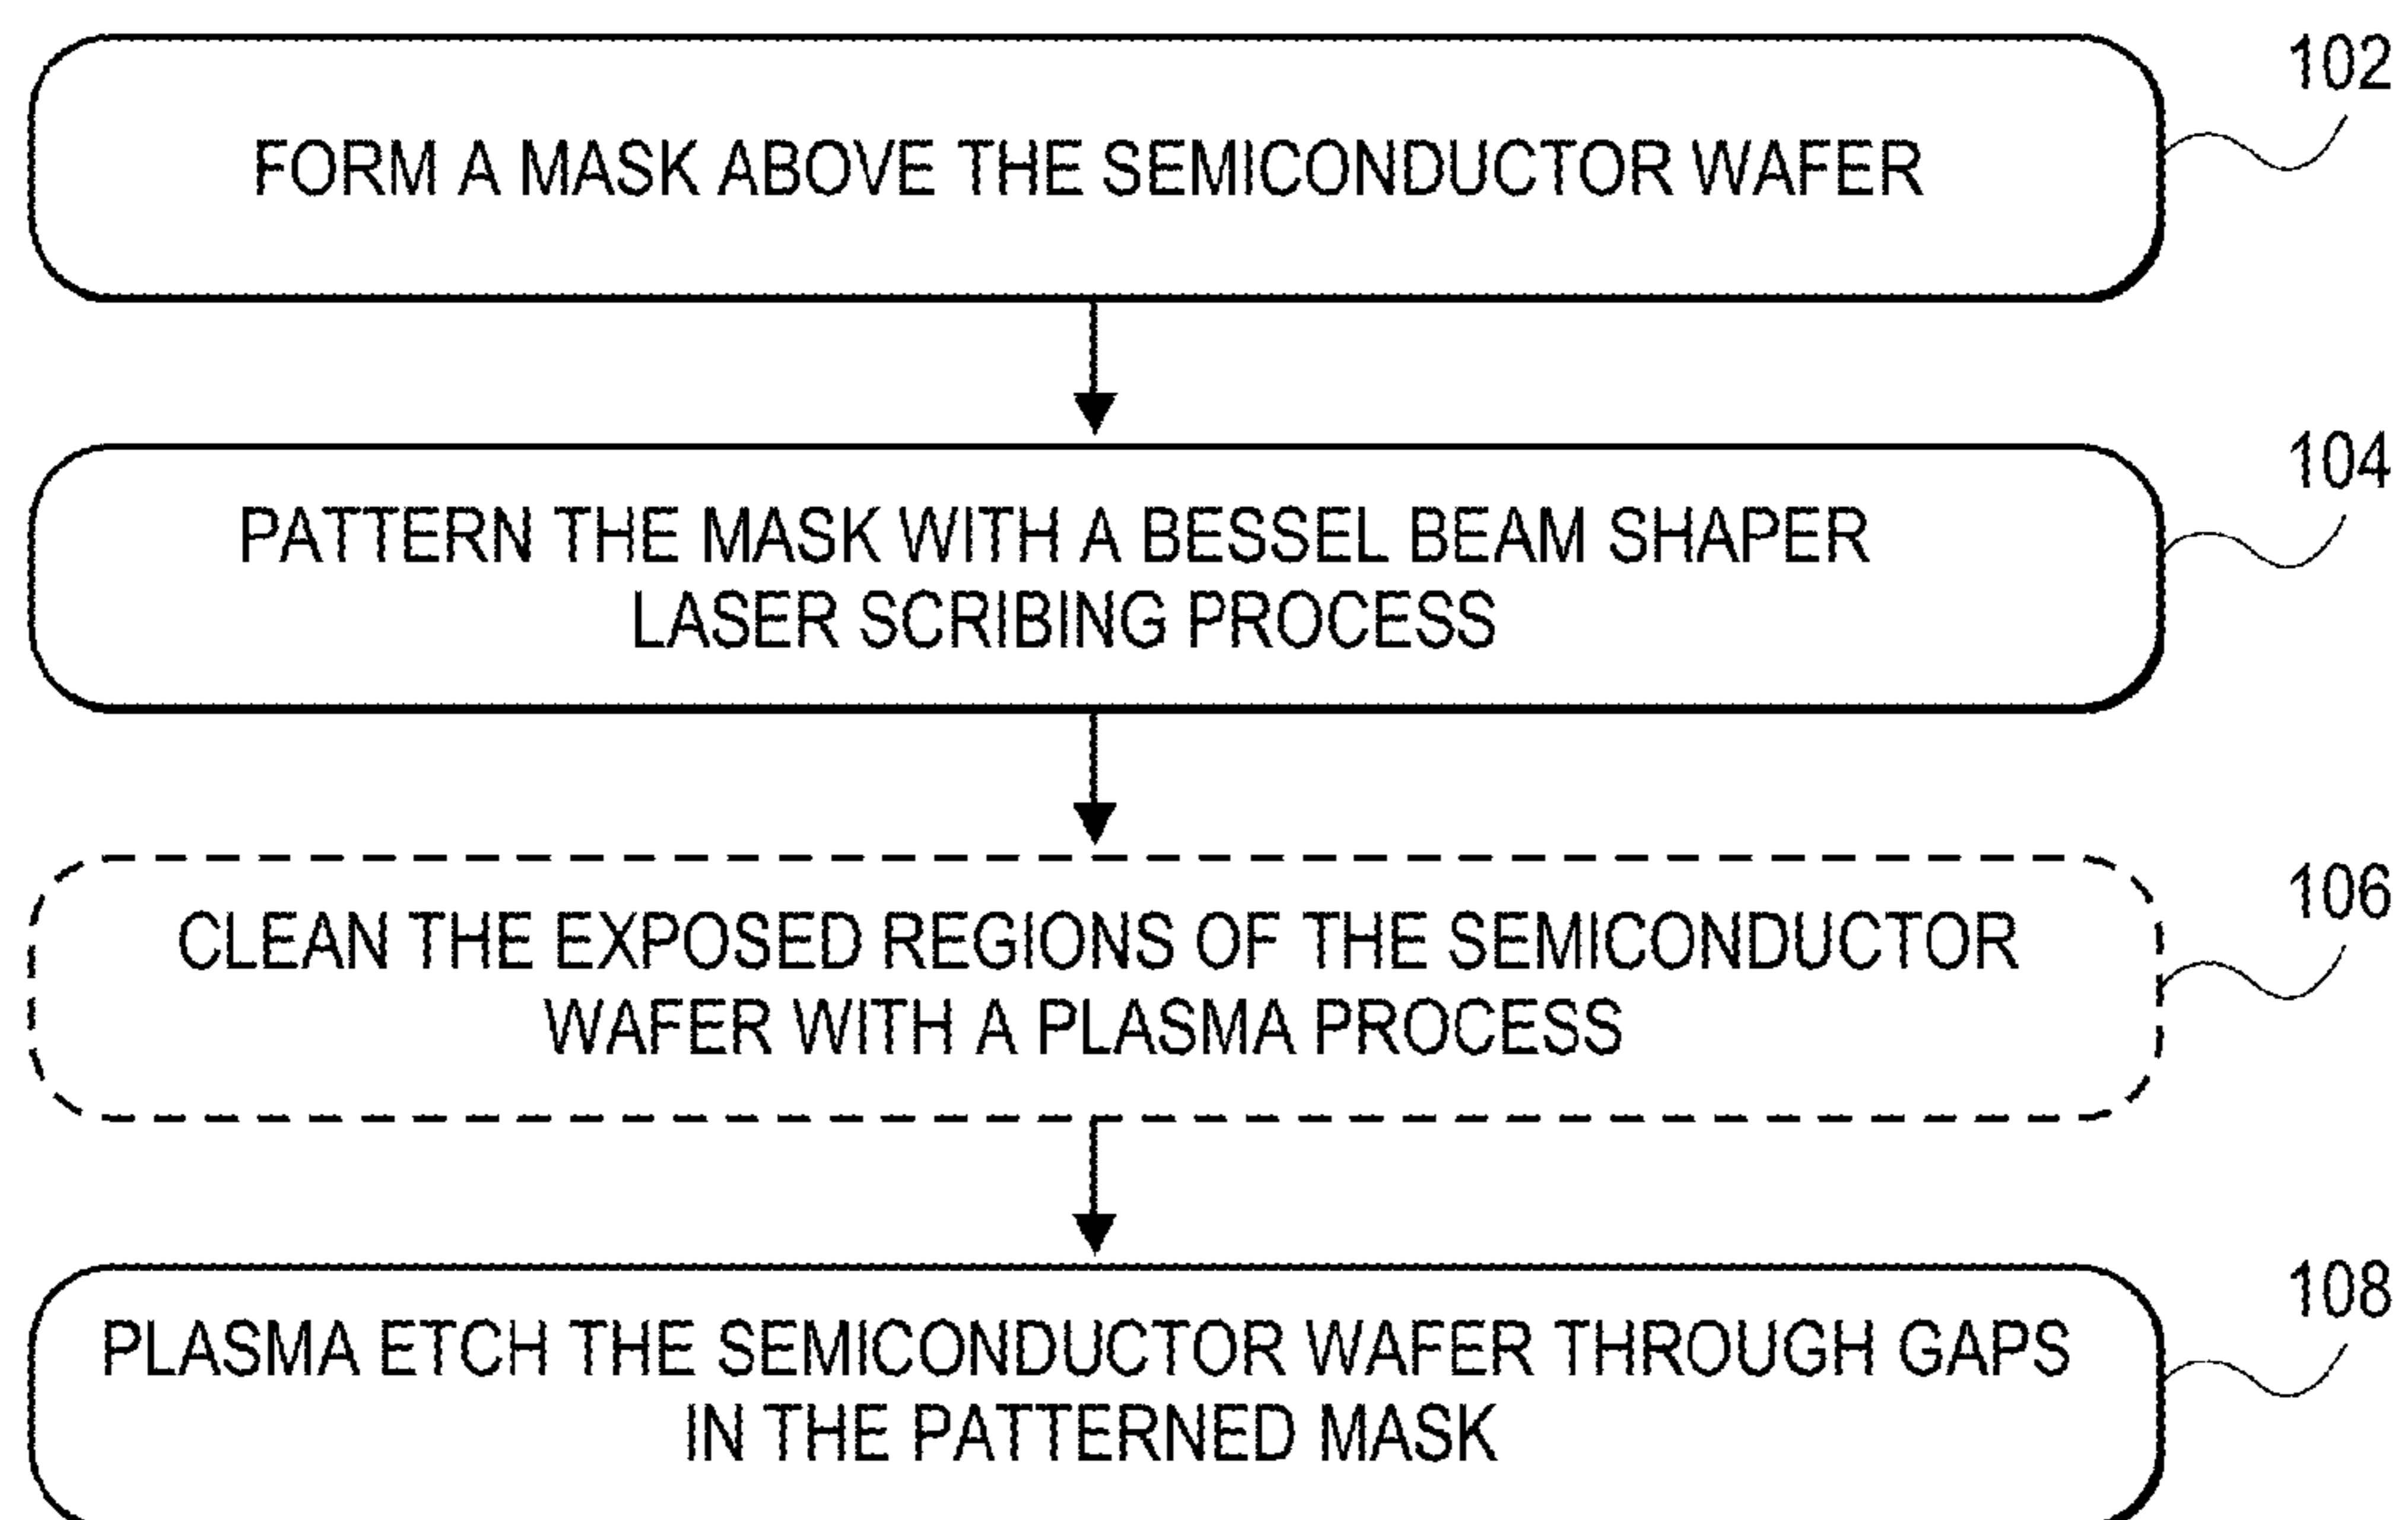 102
FORM A MASK ABOVE THE SEMICONDUCTOR WAFER
104
PATTERN THE MASK WITH A BESSEL BEAM SHAPER
LASER SCRIBING PROCESS
106
CLEAN THE EXPOSED REGIONS OF THE SEMICONDUCTOR
WAFER WITH A PLASMA PROCESS
108
PLASMA ETCH THE SEMICONDUCTOR WAFER THROUGH GAPS
IN THE PATTERNED MASK